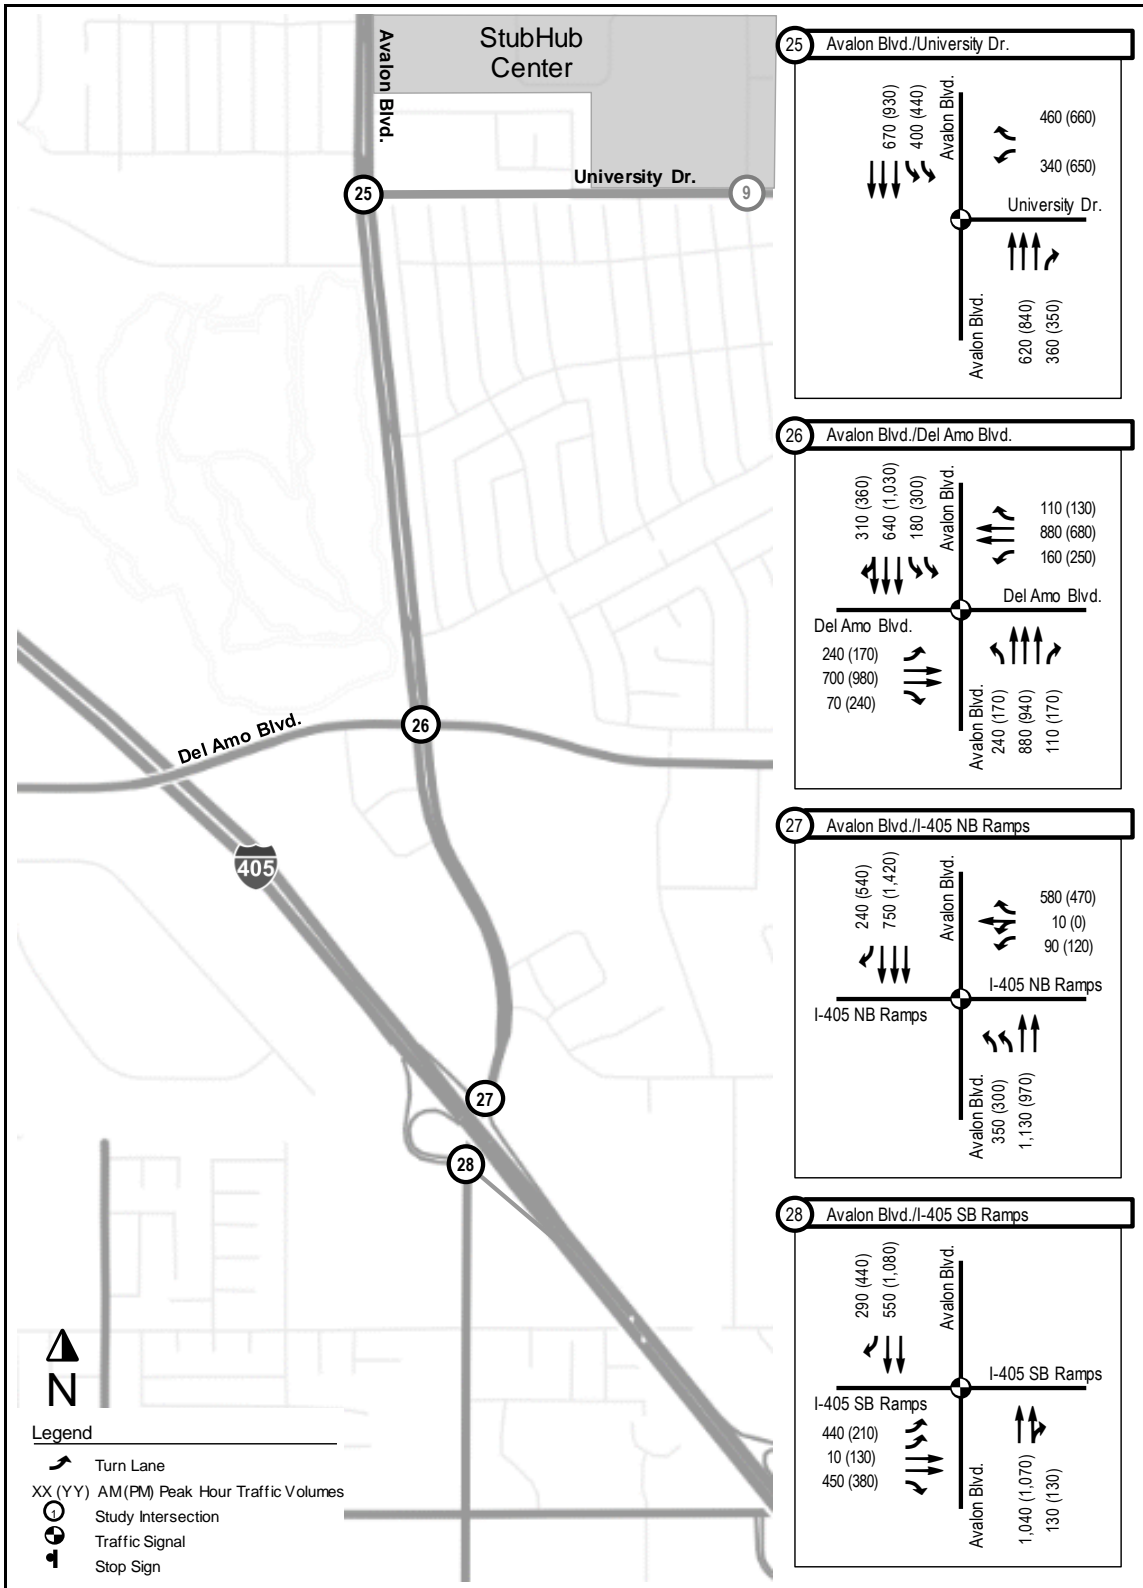 StubHub
Center
Avalon Blvd.
University Dr.
25
9
26
Del Amo Blvd.
405
27
28
N
Legend
Turn Lane
XX (YY) AM(PM) Peak Hour Traffic Volumes
1 Study Intersection
Traffic Signal
Stop Sign
25 Avalon Blvd./University Dr.
670 (930)
400 (440)
Avalon Blvd.
460 (660)
340 (650)
University Dr.
Avalon Blvd.
620 (840)
360 (350)
26 Avalon Blvd./Del Amo Blvd.
310 (360)
640 (1,030)
180 (300)
Avalon Blvd.
110 (130)
880 (680)
160 (250)
Del Amo Blvd.
Del Amo Blvd.
240 (170)
700 (980)
70 (240)
Avalon Blvd.
240 (170)
880 (940)
110 (170)
27 Avalon Blvd./I-405 NB Ramps
240 (540)
750 (1,420)
Avalon Blvd.
580 (470)
10 (0)
90 (120)
I-405 NB Ramps
I-405 NB Ramps
Avalon Blvd.
350 (300)
1,130 (970)
28 Avalon Blvd./I-405 SB Ramps
290 (440)
550 (1,080)
Avalon Blvd.
I-405 SB Ramps
I-405 SB Ramps
440 (210)
10 (130)
450 (380)
Avalon Blvd.
1,040 (1,070)
130 (130)